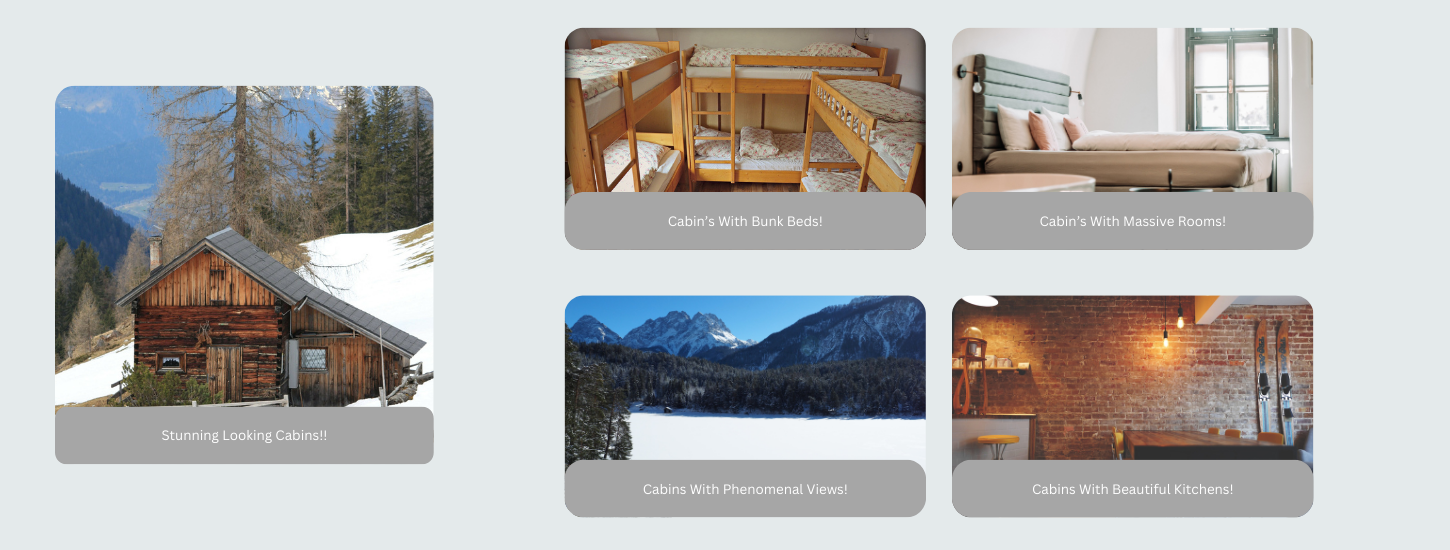 Stunning Looking Cabins!!
Cabin's With Bunk Beds!
Cabin's With Massive Rooms!
Cabins With Phenomenal Views!
Cabins With Beautiful Kitchens!